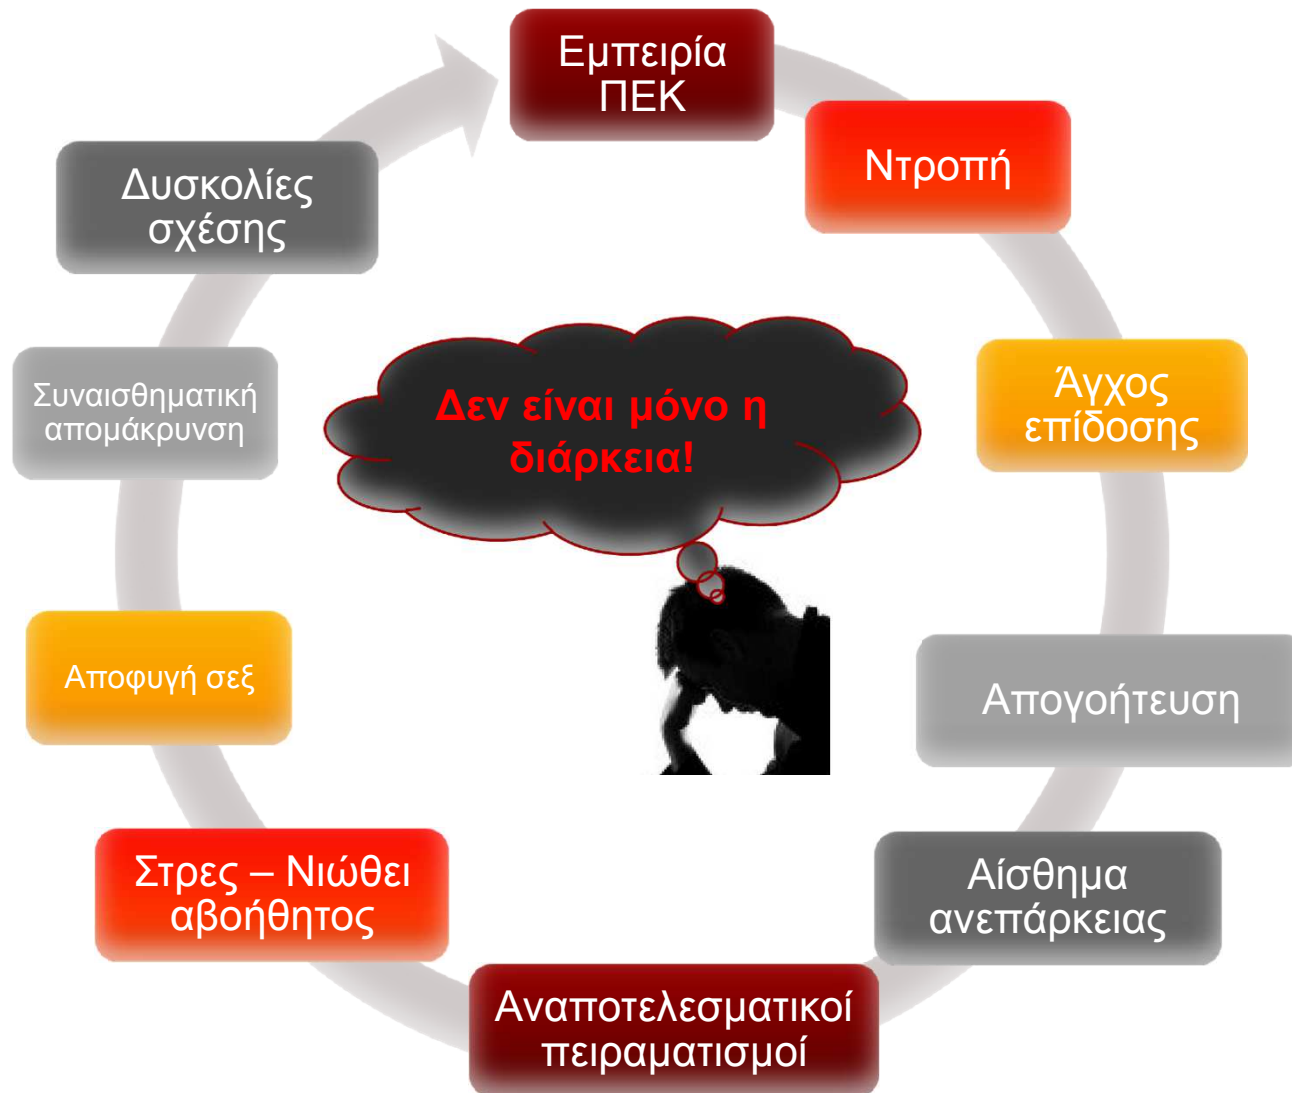 Εμπειρία
ΠΕΚ
Ντροπή
Άγχος
επίδοσης
Απογοήτευση
Αίσθημα
ανεπάρκειας
Αναποτελεσματικοί
πειραματισμοί
Στρες – Νιώθει
αβοήθητος
Αποφυγή σεξ
Συναισθηματική
απομάκρυνση
Δυσκολίες
σχέσης
Δεν είναι μόνο η
διάρκεια!